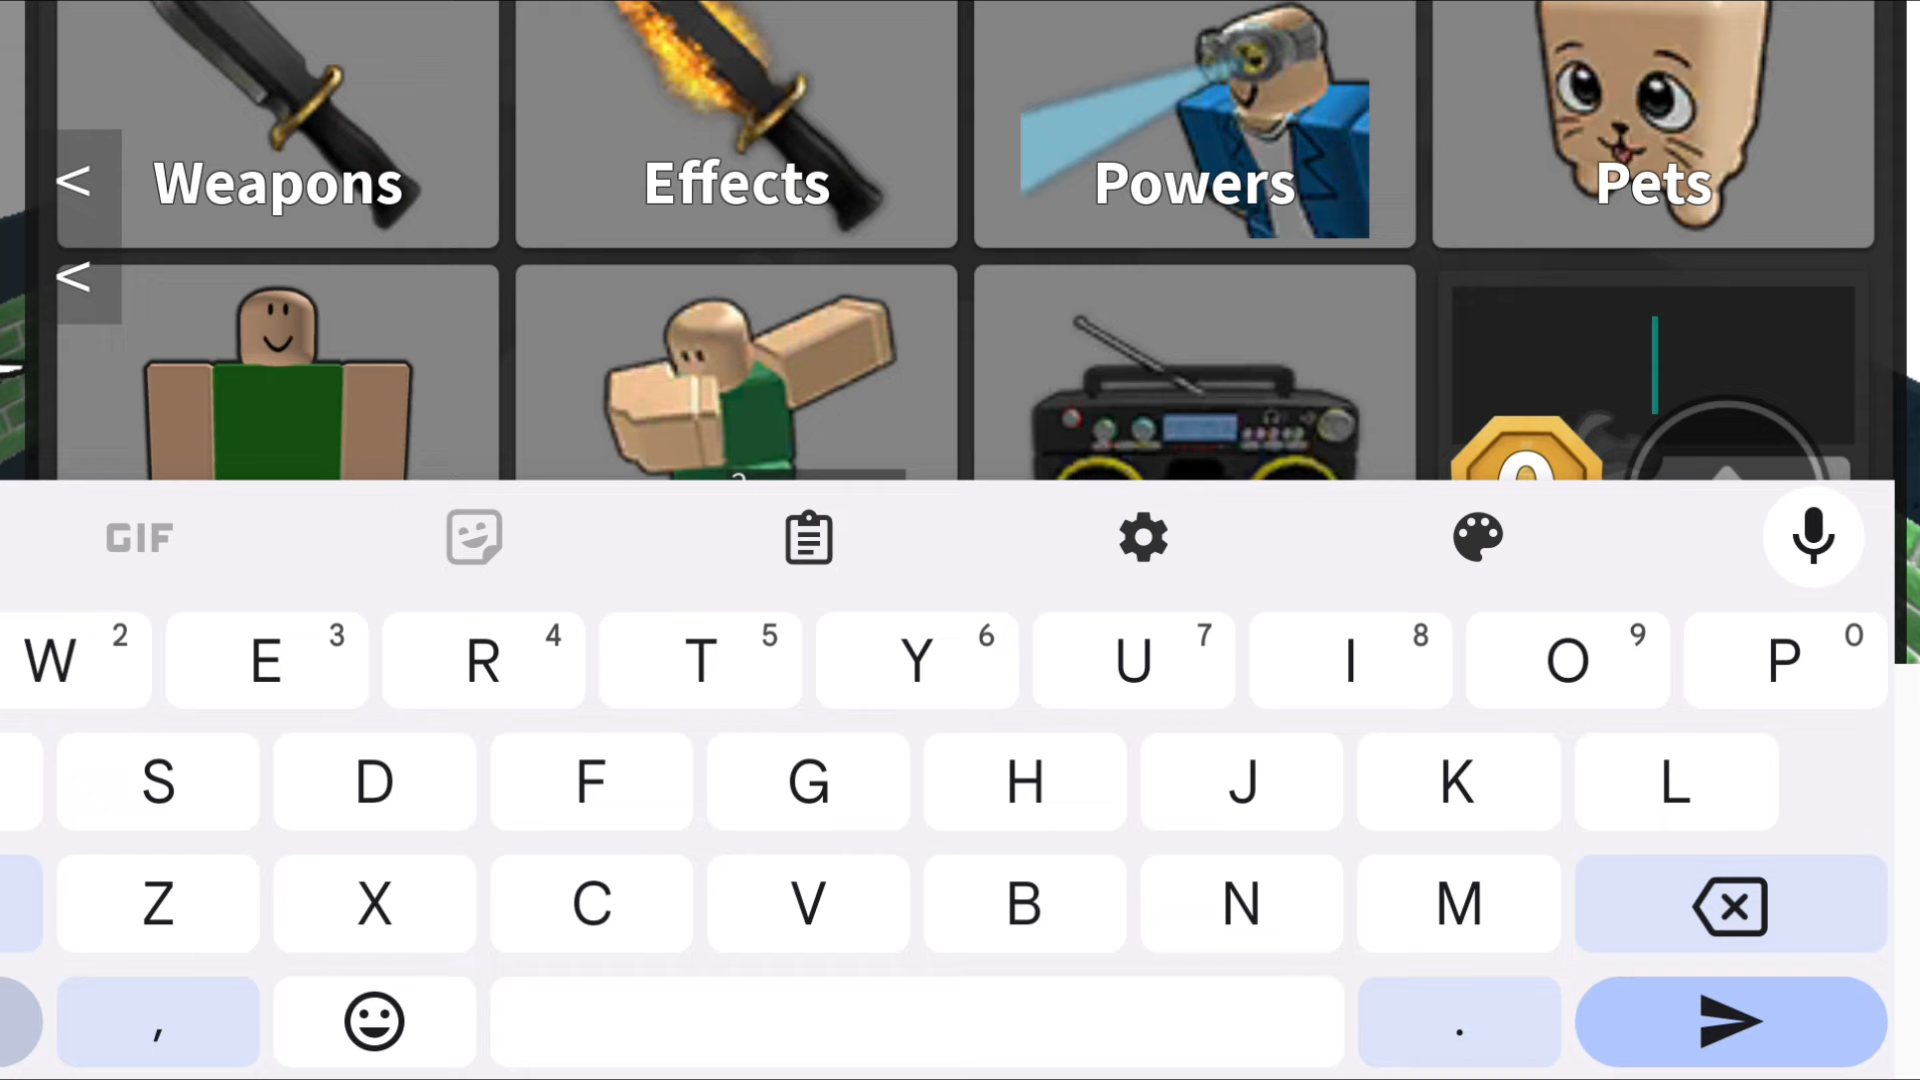 Weapons Effects Powers Pets
<
<
GIF
W 2 E 3 R 4 T 5 Y 6 U 7 I 8 O 9 P 0
S D F G H J K L
Z X C V B N M
, .